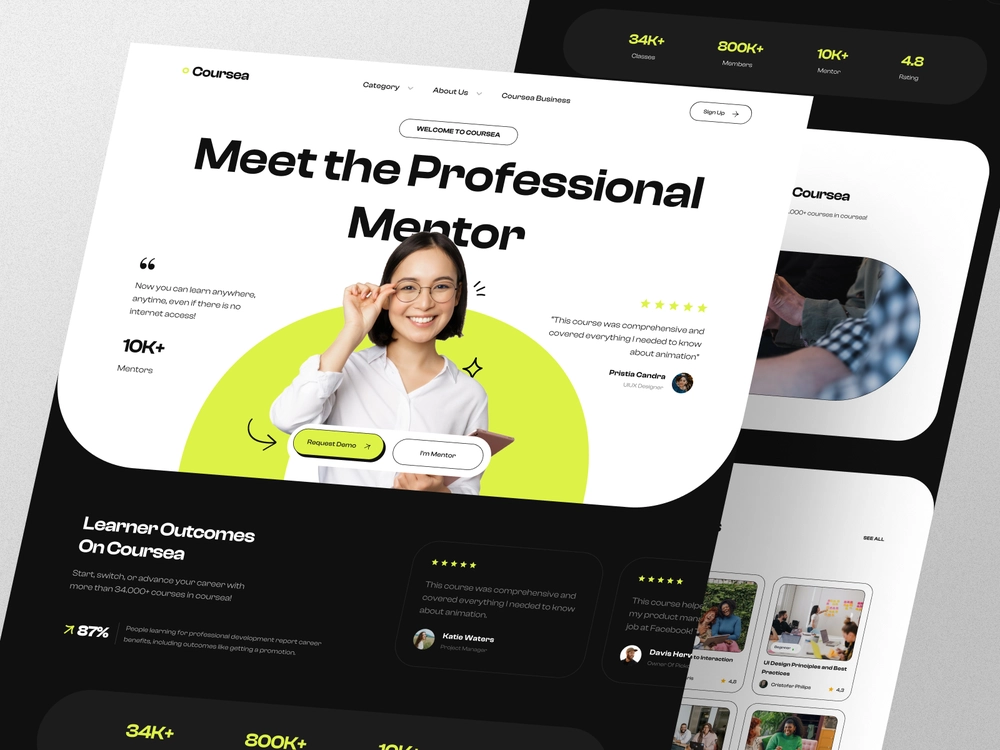 34K+
Classes
800K+
Members
10K+
Mentor
4.8
Rating
Coursea
Category
About Us
Coursea Business
Sign Up
WELCOME TO COURSEA
Meet the Professional
Mentor
Now you can learn anywhere,
anytime, even if there is no
internet access!
10K+
Mentors
"This course was comprehensive and
covered everything I needed to know
about animation"
Pristia Candra
UIUX Designer
Request Demo
I'm Mentor
Coursea
.000+ courses in coursea!
Learner Outcomes
On Coursea
Start, switch, or advance your career with
more than 34.000+ courses in coursea!
87%
People learning for professional development report career
benefits, including outcomes like getting a promotion.
This course was comprehensive and
covered everything I needed to know
about animation.
Katie Waters
Project Manager
This course helpe
my product mana
job at Facebook!
Davis Herv
SEE ALL
to Interaction
4,8
Beginner
UI Design Principles and Best
Practices
Cristofer Philips
4.3
34K+
800K+
10K+